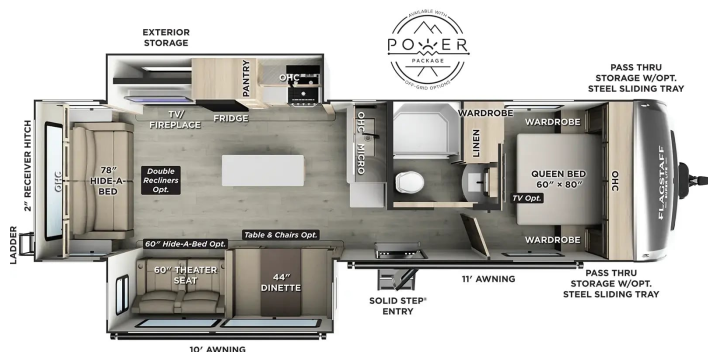 EXTERIOR
STORAGE
AVAILABLE WITH
POWER
PACKAGE
OFF-GRID OPTIONS
PASS THRU
STORAGE W/OPT.
STEEL SLIDING TRAY
PANTRY
OHC
TV/
FIREPLACE
FRIDGE
WARDROBE
WARDROBE
2" RECEIVER HITCH
OHC
78"
HIDE-A-
BED
Double
Recliners
Opt.
OHC
MICRO
LINEN
QUEEN BED
60" × 80"
TV Opt.
OHC
FLAGSTAFF
LADDER
60" Hide-A-Bed Opt.
Table & Chairs Opt.
WARDROBE
60" THEATER
SEAT
44"
DINETTE
11' AWNING
SOLID STEP®
ENTRY
PASS THRU
STORAGE W/OPT.
STEEL SLIDING TRAY
10' AWNING